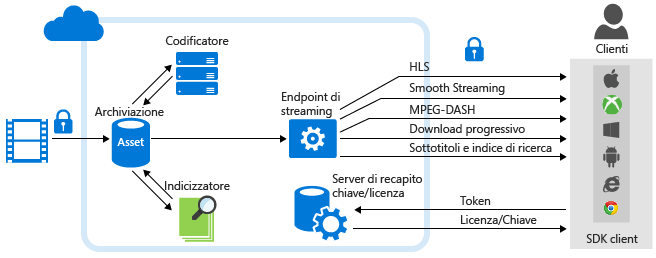 Codificatore
Archiviazione
Asset
Indicizzatore
Endpoint di
streaming
Server di recapito
chiave/licenza
HLS
Smooth Streaming
MPEG-DASH
Download progressivo
Sottotitoli e indice di ricerca
Token
Licenza/Chiave
Clienti
SDK client